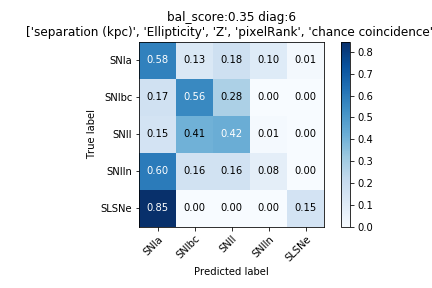 bal_score:0.35 diag:6
['separation (kpc)', 'Ellipticity', 'Z', 'pixelRank', 'chance coincidence'
SNIa 0.58 0.13 0.18 0.10 0.01
SNIbc 0.17 0.56 0.28 0.00 0.00
SNII 0.15 0.41 0.42 0.01 0.00
SNIIn 0.60 0.16 0.16 0.08 0.00
SLSNe 0.85 0.00 0.00 0.00 0.15
True label
SNIa SNIbc SNII SNIIn SLSNe
Predicted label
0.8
0.7
0.6
0.5
0.4
0.3
0.2
0.1
0.0